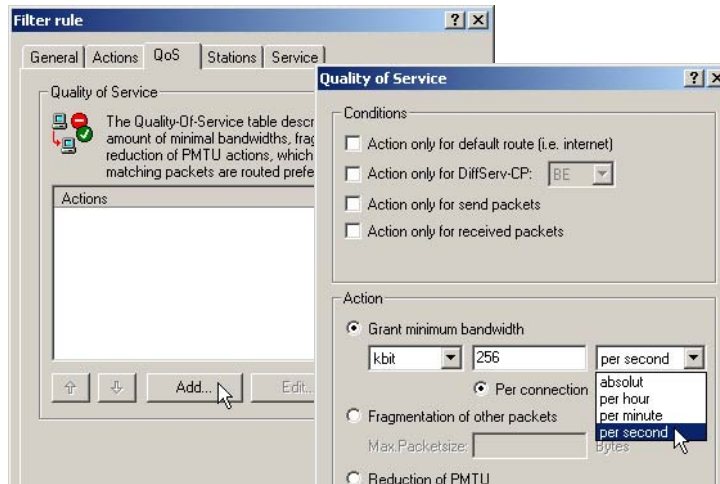 Filter rule
General Actions QoS Stations Service
Quality of Service
The Quality-Of-Service table descr
amount of minimal bandwidths, frag
reduction of PMTU actions, which
matching packets are routed prefe
Actions
Add... Edit...
Quality of Service
Conditions
Action only for default route (i.e. internet)
Action only for DiffServ-CP: BE
Action only for send packets
Action only for received packets
Action
Grant minimum bandwidth
kbit 256 per second
absolut
per hour
per minute
per second
Per connection
Fragmentation of other packets
Max.Packetsize: Bytes
Reduction of PMTU